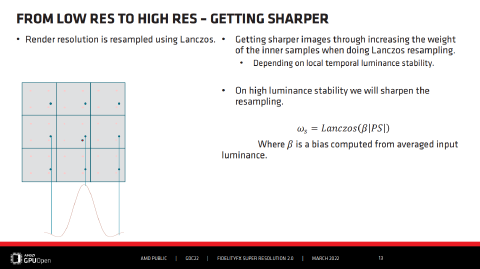 FROM LOW RES TO HIGH RES – GETTING SHARPER
• Render resolution is resampled using Lanczos.
• Getting sharper images through increasing the weight
of the inner samples when doing Lanczos resampling.
• Depending on local temporal luminance stability.
• On high luminance stability we will sharpen the
resampling.
ω_s = Lanczos(β|PS|)
Where β is a bias computed from averaged input
luminance.
AMD
GPUOpen
AMD PUBLIC | GDC22 | FIDELITYFX SUPER RESOLUTION 2.0 | MARCH 2022
13